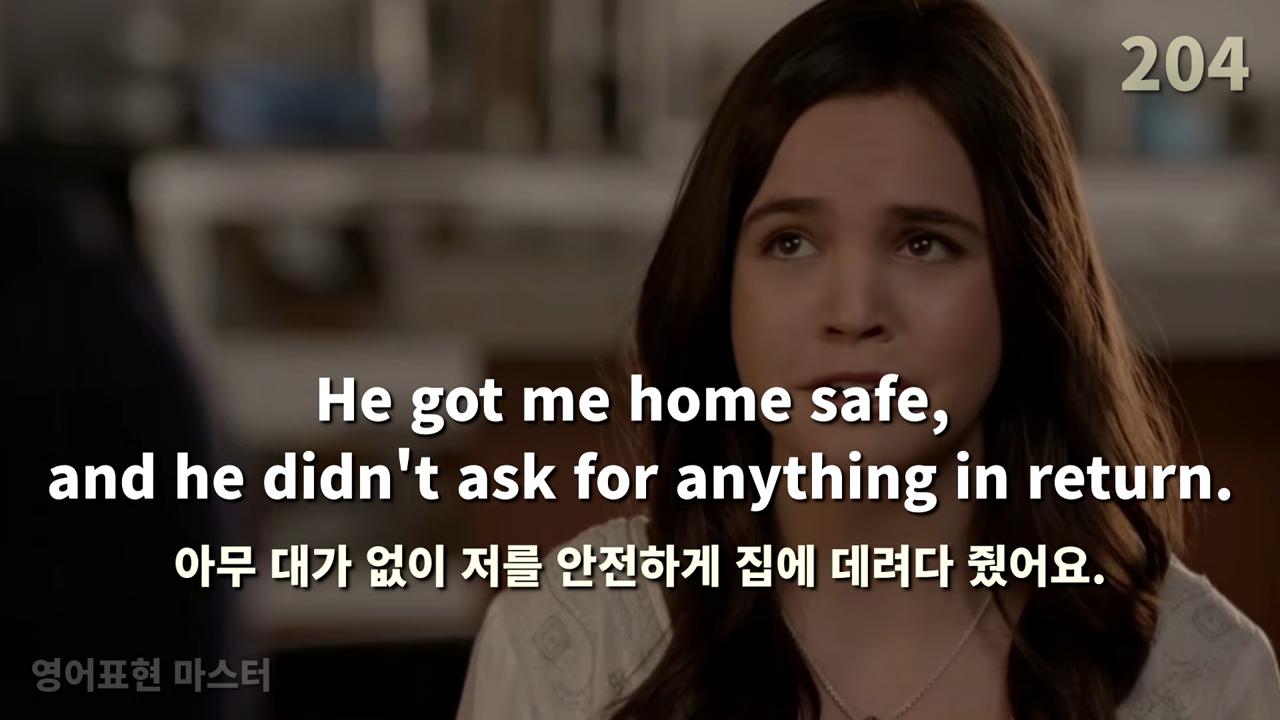 204
He got me home safe,
and he didn't ask for anything in return.
아무 대가 없이 저를 안전하게 집에 데려다 줬어요.
영어표현 마스터